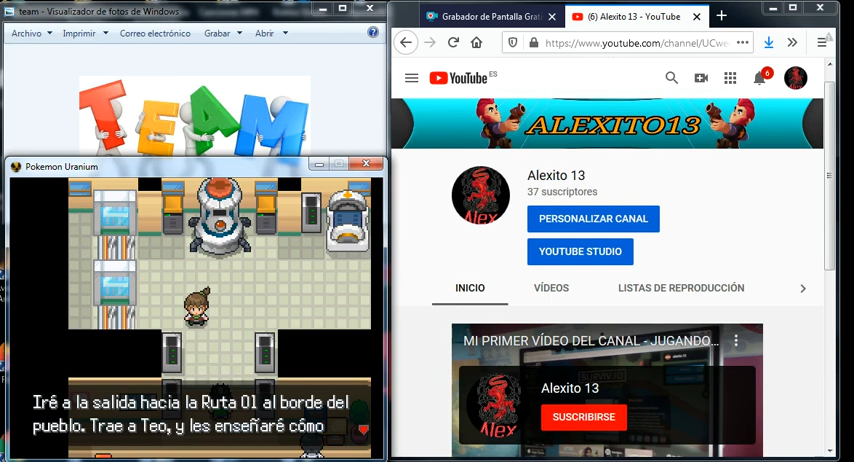 team - Visualizador de fotos de Windows
Archivo Imprimir Correo electrónico Grabar Abrir
TEAM
Pokemon Uranium
Iré a la salida hacia la Ruta 01 al borde del
pueblo. Trae a Teo, y les enseñaré cómo
Grabador de Pantalla Grati
(6) Alexito 13 - YouTube
https://www.youtube.com/channel/UCwe
YouTube ES
6
ALEXITO13
Alex
Alexito 13
37 suscriptores
PERSONALIZAR CANAL
YOUTUBE STUDIO
INICIO VÍDEOS LISTAS DE REPRODUCCIÓN
MI PRIMER VÍDEO DEL CANAL - JUGANDO...
Alex
Alexito 13
SUSCRIBIRSE